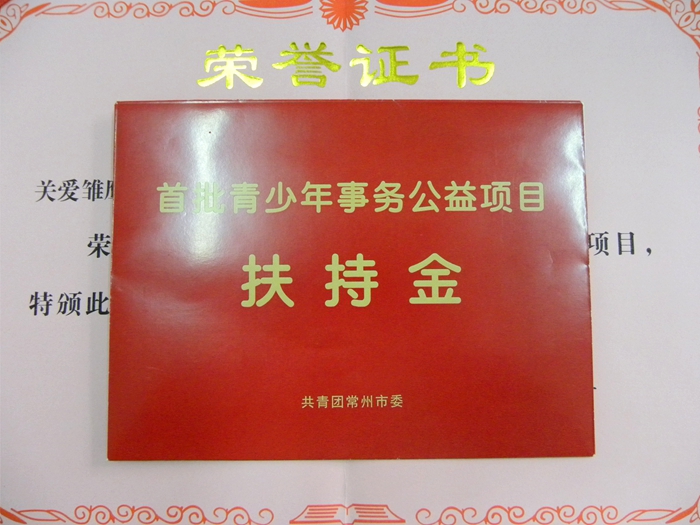 荣誉证书
首批青少年事务公益项目
关爱雏
荣
项目，
扶持金
特颁此
共青团常州市委